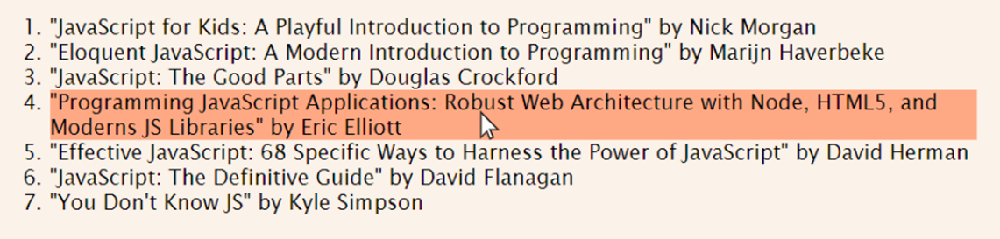 1. "JavaScript for Kids: A Playful Introduction to Programming" by Nick Morgan
2. "Eloquent JavaScript: A Modern Introduction to Programming" by Marijn Haverbeke
3. "JavaScript: The Good Parts" by Douglas Crockford
4. "Programming JavaScript Applications: Robust Web Architecture with Node, HTML5, and
Moderns JS Libraries" by Eric Elliott
5. "Effective JavaScript: 68 Specific Ways to Harness the Power of JavaScript" by David Herman
6. "JavaScript: The Definitive Guide" by David Flanagan
7. "You Don't Know JS" by Kyle Simpson